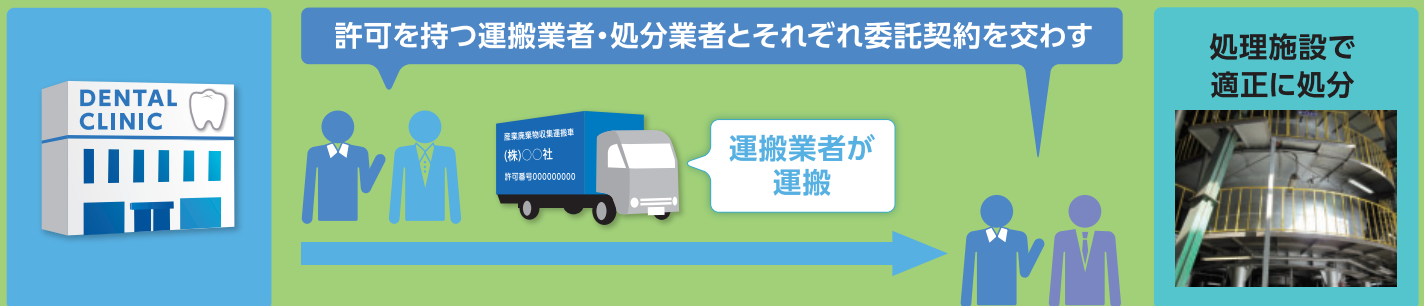 許可を持つ運搬業者・処分業者とそれぞれ委託契約を交わす
DENTAL
CLINIC
産業廃棄物収集運搬車
(株)○○社
許可番号000000000
運搬業者が
運搬
処理施設で
適正に処分